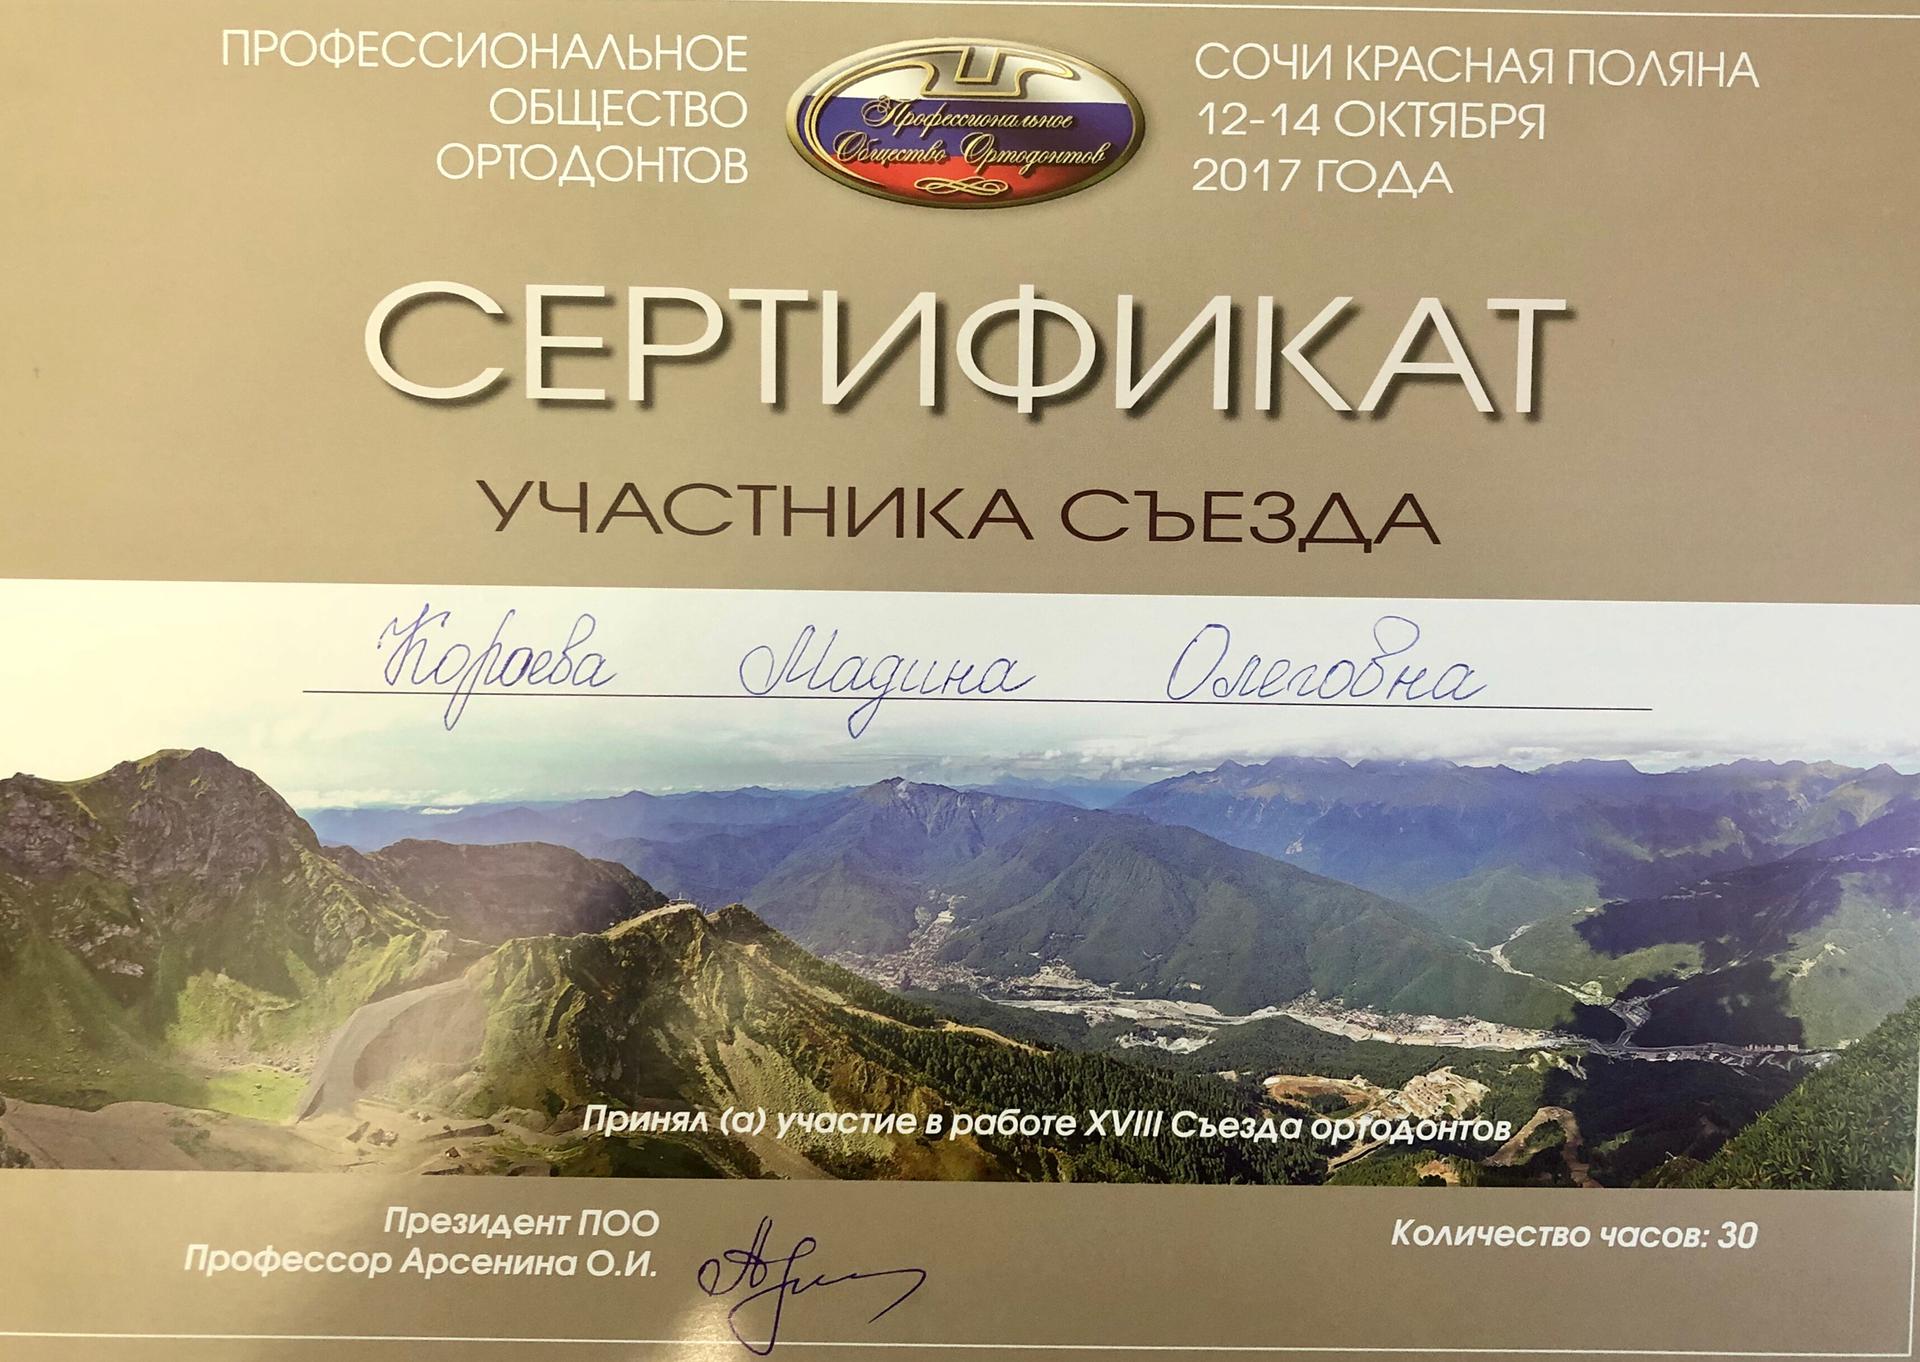 ПРОФЕССИОНАЛЬНОЕ
ОБЩЕСТВО
ОРТОДОНТОВ
Профессиональное
Общество Ортодонтов
СОЧИ КРАСНАЯ ПОЛЯНА
12-14 ОКТЯБРЯ
2017 ГОДА
СЕРТИФИКАТ
УЧАСТНИКА СЪЕЗДА
Кораева Мадина Олеговна
Принял (а) участие в работе XVIII Съезда ортодонтов
Президент ПОО
Профессор Арсенина О.И.
Количество часов: 30